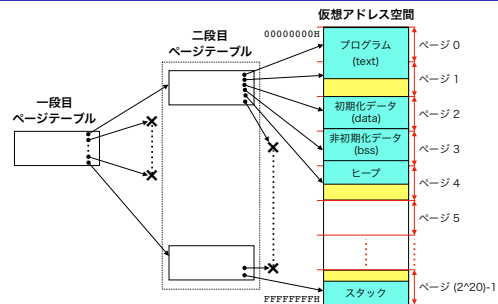 仮想アドレス空間
二段目
ページテーブル
00000000H
プログラム
(text)
ページ 0
ページ 1
一段目
ページテーブル
初期化データ
(data)
ページ 2
非初期化データ
(bss)
ページ 3
ヒープ
ページ 4
ページ 5
スタック
ページ (2^20)-1
FFFFFFFFH